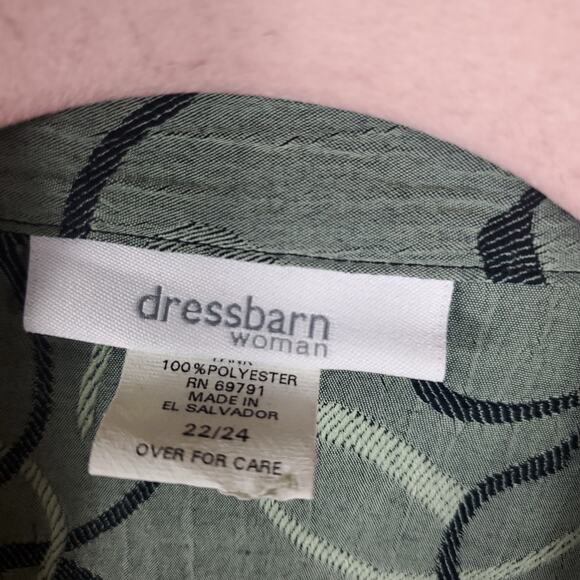 dressbarn
woman
100%POLYESTER
RN 69791
MADE IN
EL SALVADOR
22/24
OVER FOR CARE